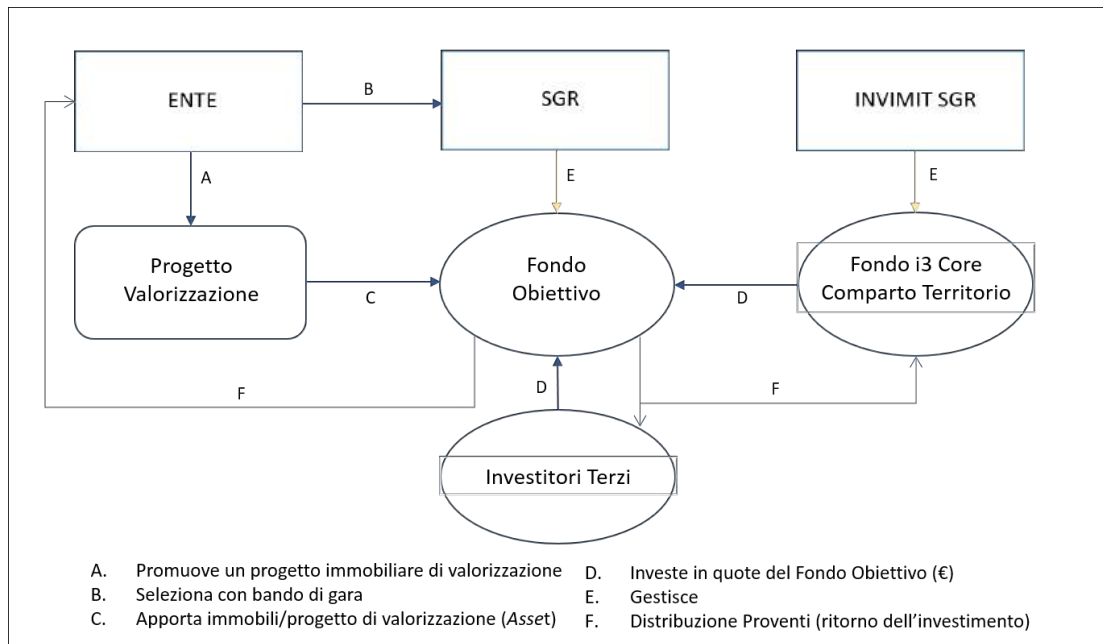 ENTE
B
SGR
INVIMIT SGR
A
E
E
Progetto
Valorizzazione
C
Fondo
Obiettivo
D
Fondo i3 Core
Comparto Territorio
F
D
F
Investitori Terzi
A. Promuove un progetto immobiliare di valorizzazione
B. Seleziona con bando di gara
C. Apporta immobili/progetto di valorizzazione (Asset)
D. Investe in quote del Fondo Obiettivo (€)
E. Gestisce
F. Distribuzione Proventi (ritorno dell’investimento)